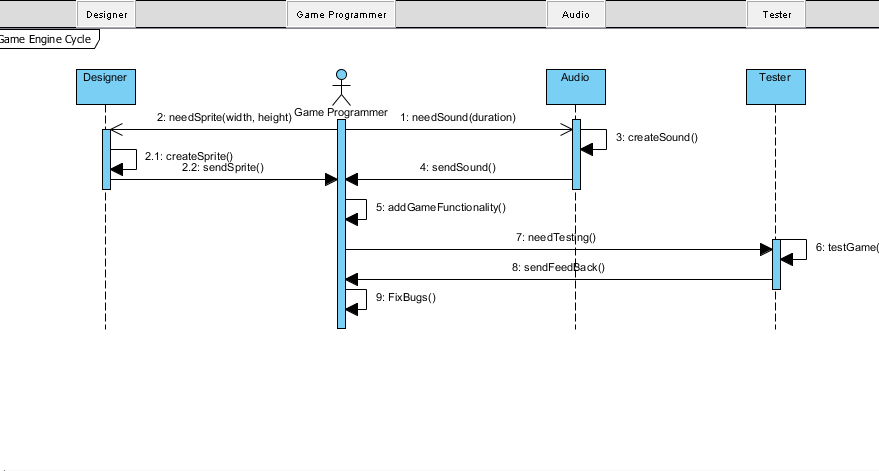 Designer
Game Programmer
Audio
Tester
Game Engine Cycle
Designer
Game Programmer
Audio
Tester
2: needSprite(width, height)
1: needSound(duration)
3: createSound()
2.1: createSprite()
2.2: sendSprite()
4: sendSound()
5: addGameFunctionality()
7: needTesting()
6: testGame(
8: sendFeedBack()
9: FixBugs()